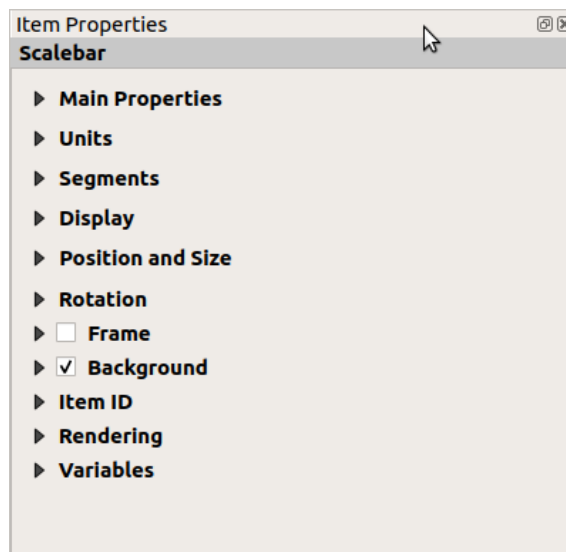 Item Properties
Scalebar
Main Properties
Units
Segments
Display
Position and Size
Rotation
Frame
Background
Item ID
Rendering
Variables